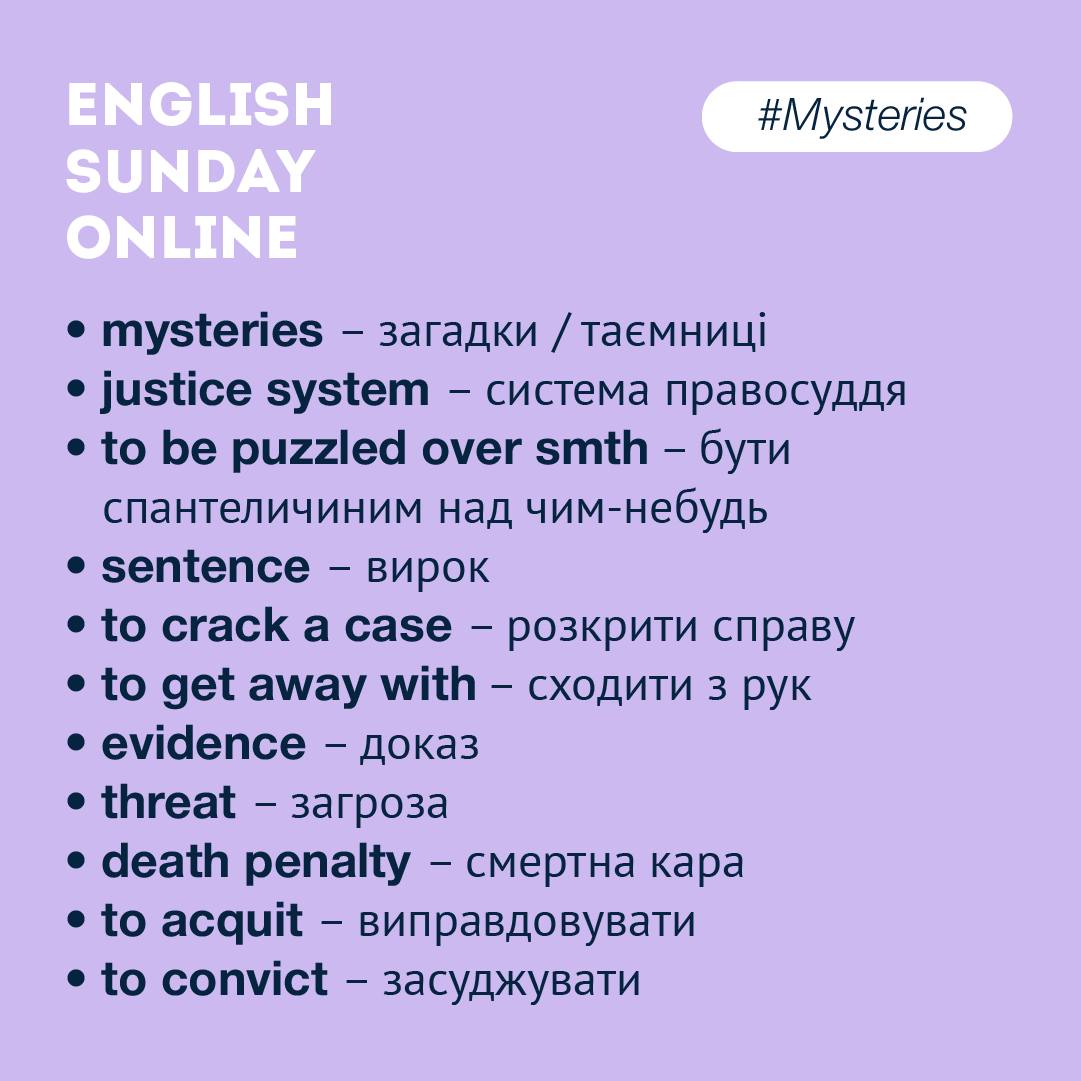 ENGLISH
SUNDAY
ONLINE
#Mysteries
• mysteries – загадки / таємниці
• justice system – система правосуддя
• to be puzzled over smth – бути
спантеличиним над чим-небудь
• sentence – вирок
• to crack a case – розкрити справу
• to get away with – сходити з рук
• evidence – доказ
• threat – загроза
• death penalty – смертна кара
• to acquit – виправдовувати
• to convict – засуджувати